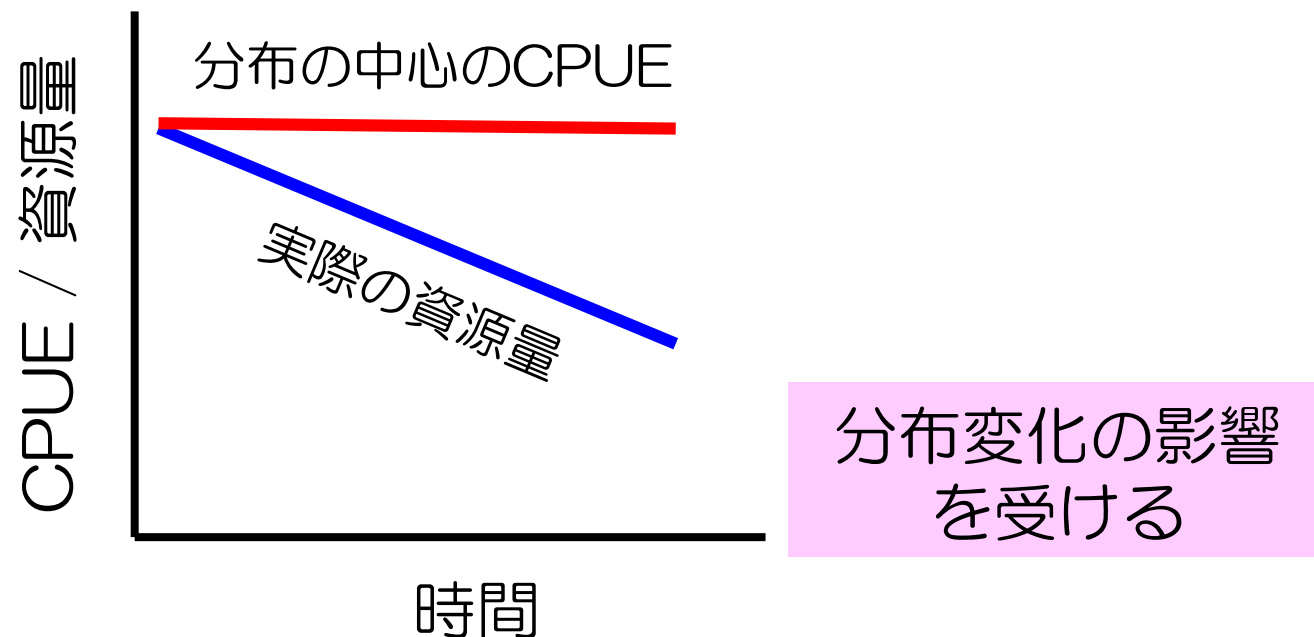 分布の中心のCPUE
CPUE / 資源量
実際の資源量
分布変化の影響
を受ける
時間